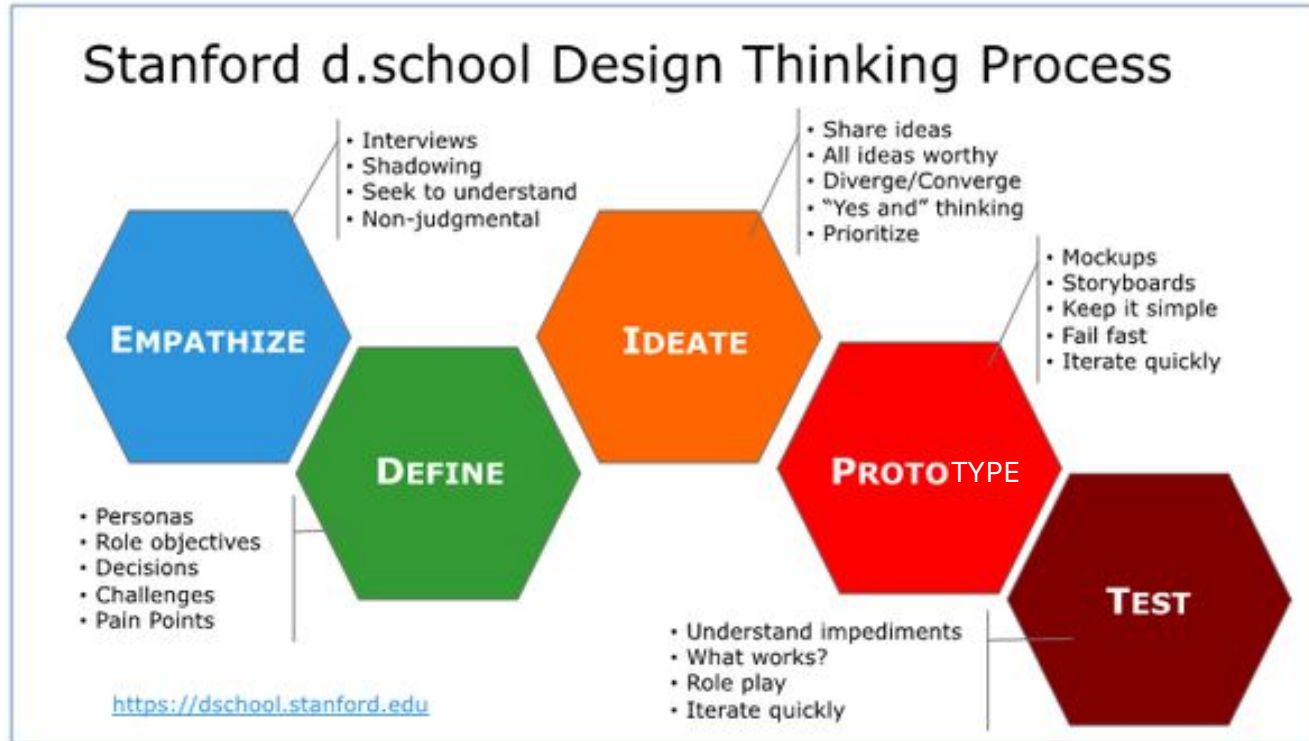 Stanford d.school Design Thinking Process
• Interviews
• Shadowing
• Seek to understand
• Non-judgmental
EMPATHIZE
DEFINE
• Personas
• Role objectives
• Decisions
• Challenges
• Pain Points
• Share ideas
• All ideas worthy
• Diverge/Converge
• “Yes and” thinking
• Prioritize
IDEATE
• Mockups
• Storyboards
• Keep it simple
• Fail fast
• Iterate quickly
PROTOTYPE
TEST
• Understand impediments
• What works?
• Role play
• Iterate quickly
https://dschool.stanford.edu